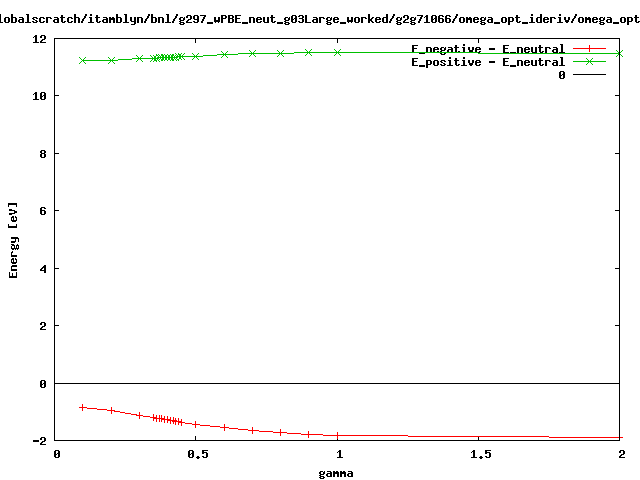 lobalscratch/itamblyn/bnl/g297_wPBE_neut_g03Large_worked/g2g71066/omega_opt_ideriv/omega_opt
E_negative - E_neutral
E_positive - E_neutral
0
12
10
8
6
4
2
0
-2
Energy [eV]
0 0.5 1 1.5 2
gamma